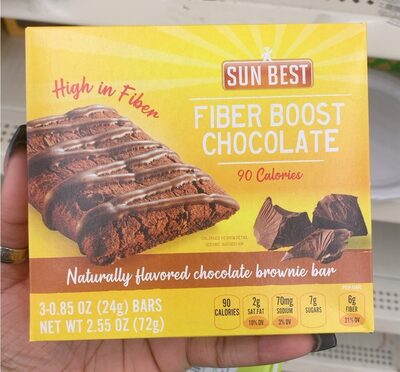 SUN BEST
High in Fiber
FIBER BOOST
CHOCOLATE
90 Calories
Naturally flavored chocolate brownie bar
3-0.85 OZ (24g) BARS
NET WT 2.55 OZ (72g)
PER BAR
90
CALORIES
2g
SAT FAT
10% DV
70mg
SODIUM
3% DV
7g
SUGARS
6g
FIBER
21% DV